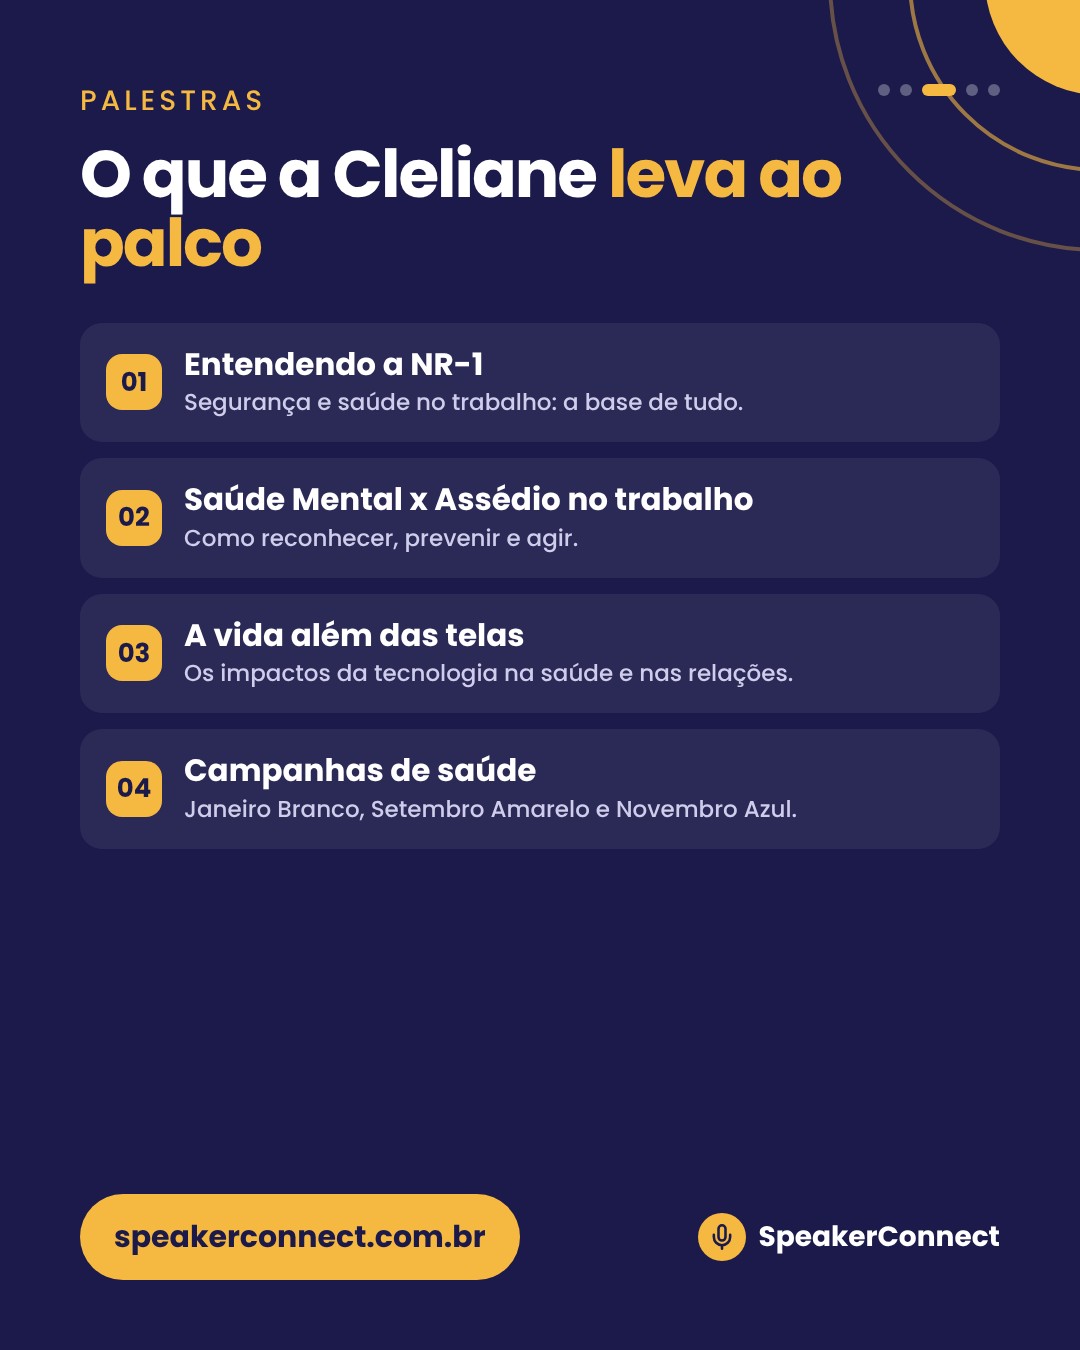 PALESTRAS
O que a Cleliane leva ao
palco
01
Entendendo a NR-1
Segurança e saúde no trabalho: a base de tudo.
02
Saúde Mental x Assédio no trabalho
Como reconhecer, prevenir e agir.
03
A vida além das telas
Os impactos da tecnologia na saúde e nas relações.
04
Campanhas de saúde
Janeiro Branco, Setembro Amarelo e Novembro Azul.
speakerconnect.com.br
SpeakerConnect